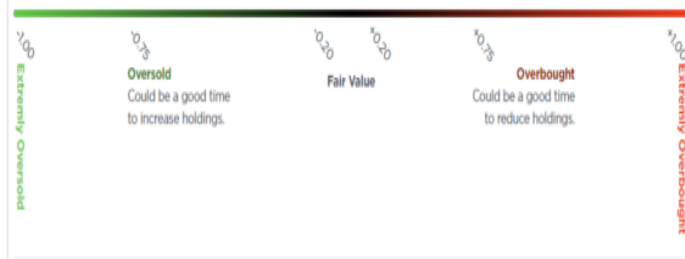 -1.00
-0.75
-0.20
+0.20
+0.75
+1.00
Extremly Oversold
Oversold
Could be a good time
to increase holdings.
Fair Value
Overbought
Could be a good time
to reduce holdings.
Extremly Overbought